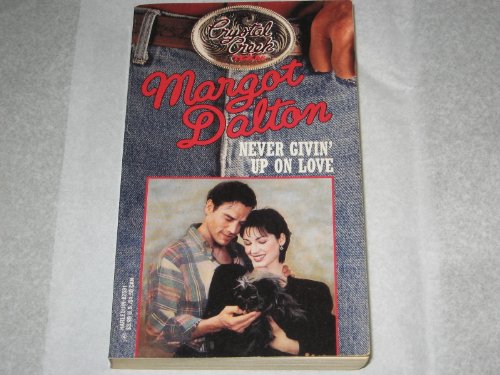 Crystal
Creek
Margot
Dalton
NEVER GIVIN'
UP ON LOVE